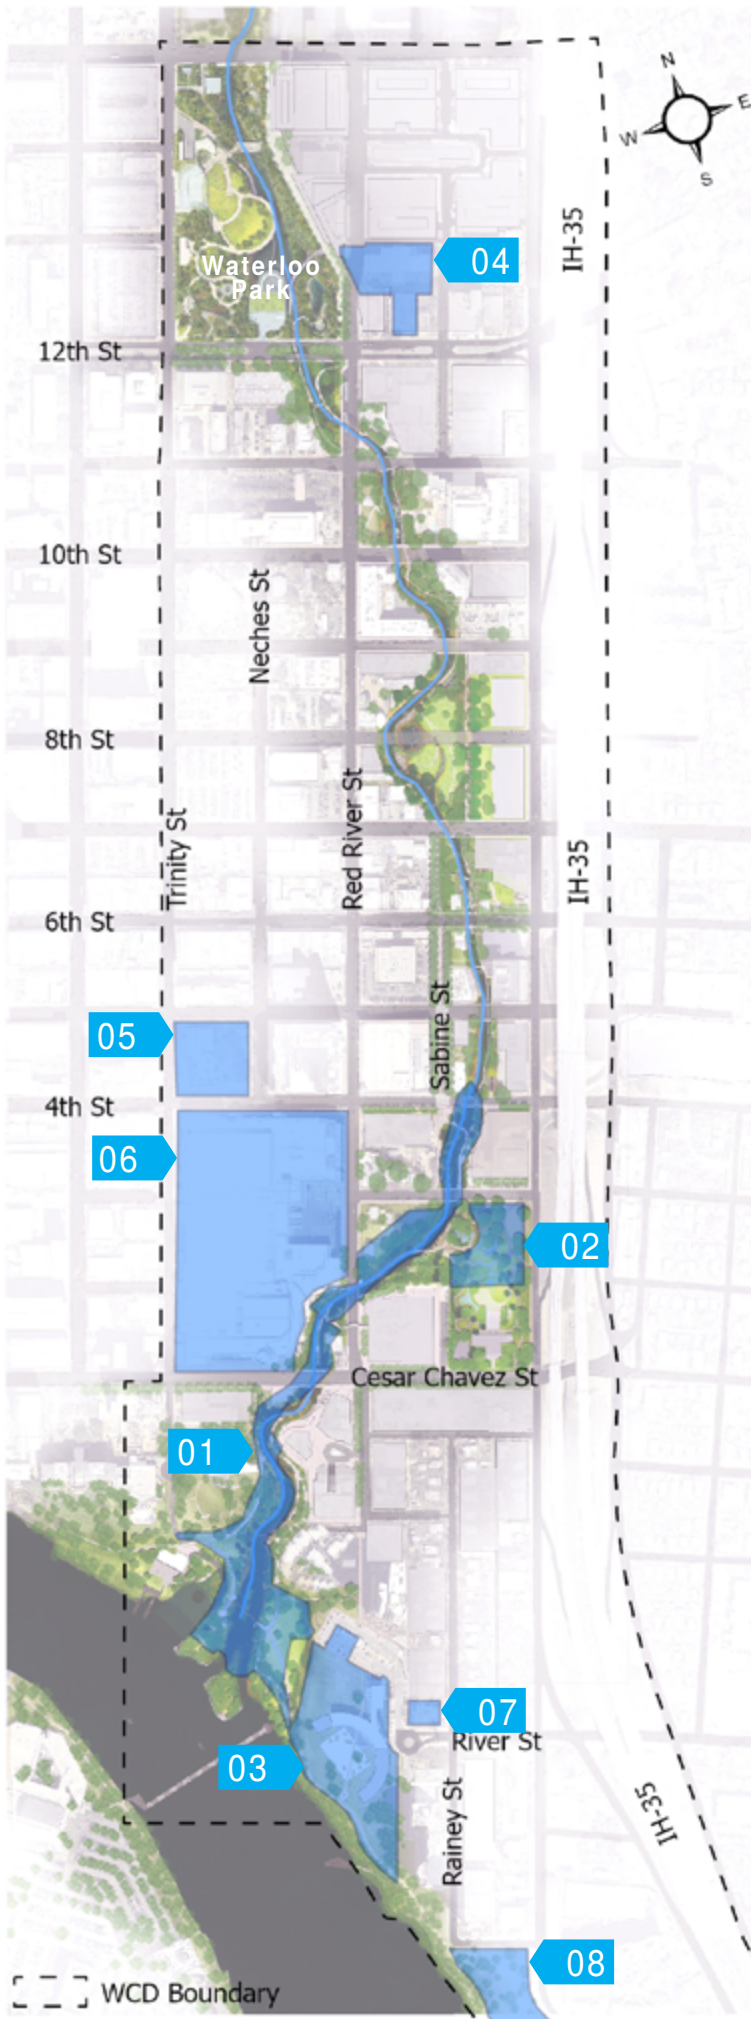 N
E
W
S
IH-35
04
Waterloo
Park
12th St
10th St
Neches St
8th St
Red River St
Trinity St
IH-35
6th St
Sabine St
05
4th St
06
02
Cesar Chavez St
01
07
River St
03
IH-35
Rainey St
08
WCD Boundary